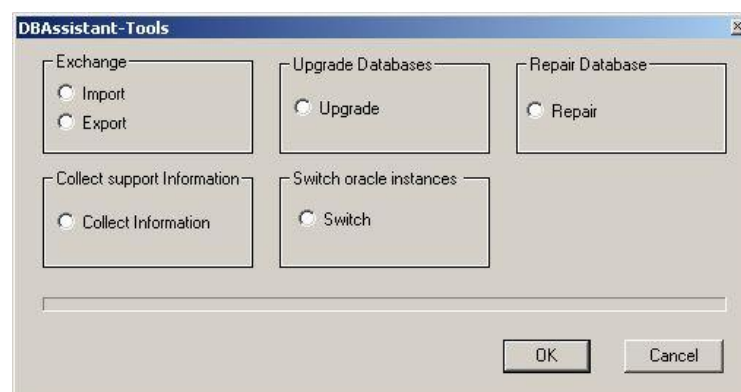 DBAssistant-Tools
Exchange
Import
Export
Upgrade Databases
Upgrade
Repair Database
Repair
Collect support Information
Collect Information
Switch oracle instances
Switch
OK
Cancel